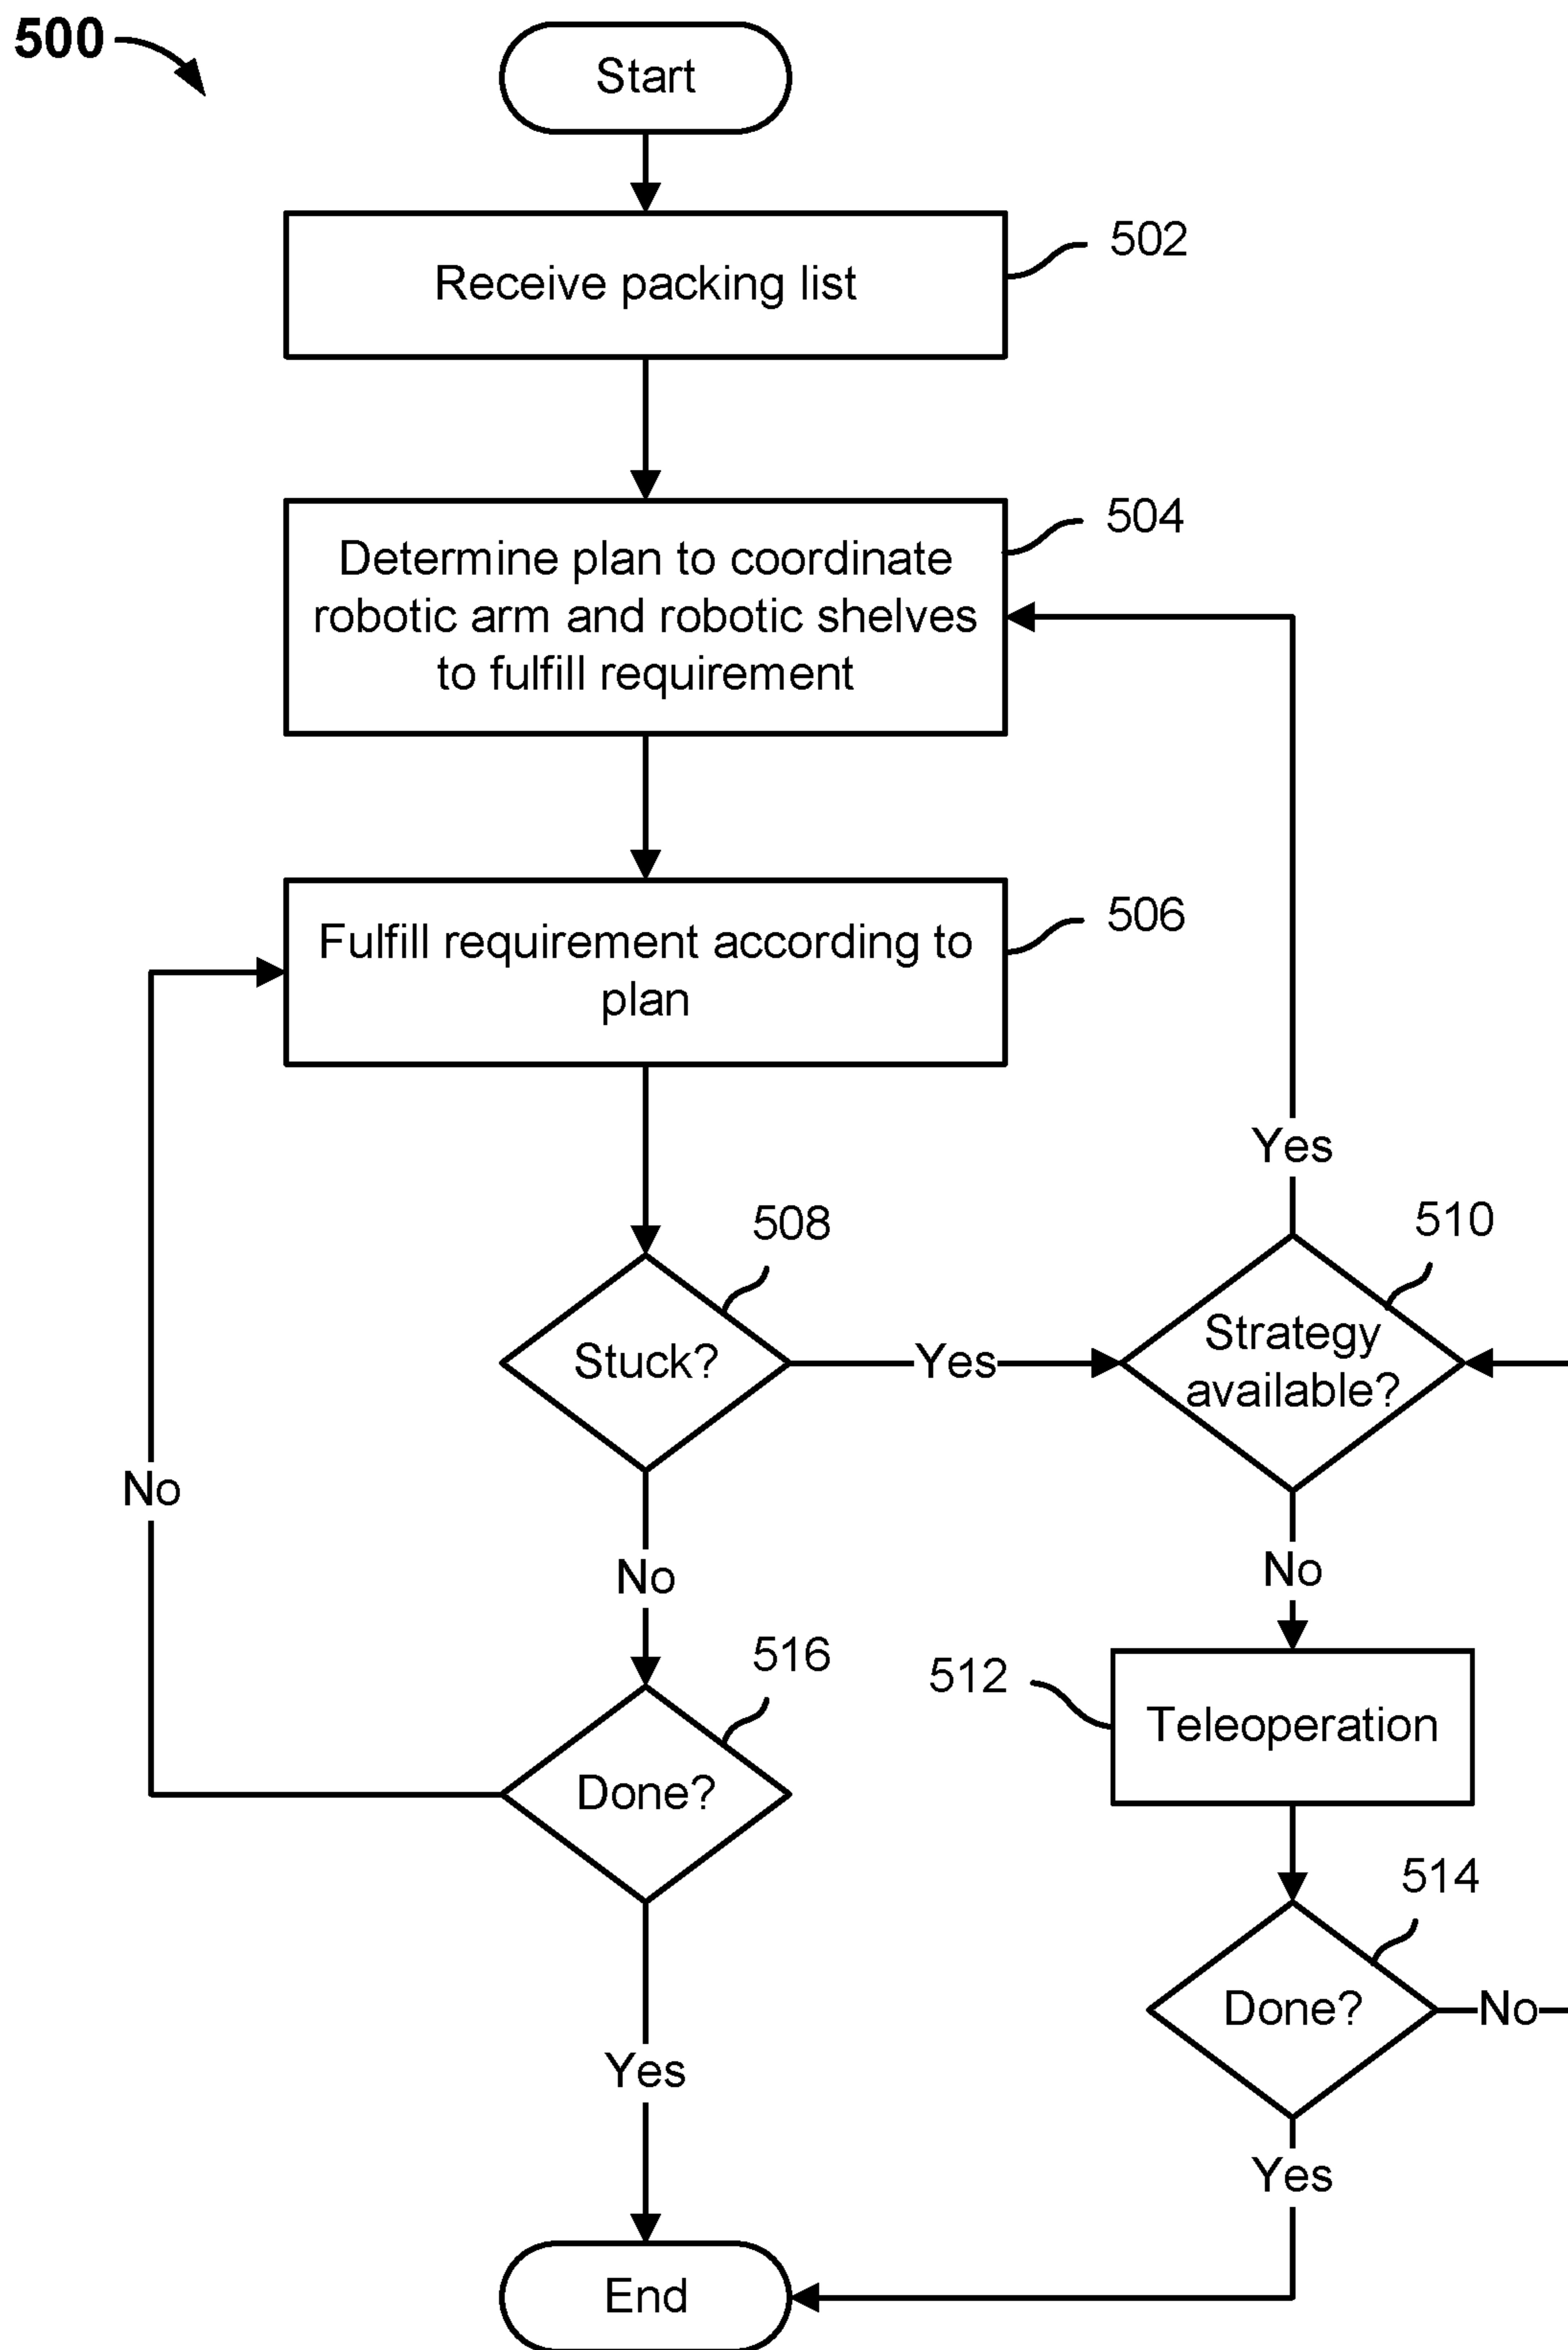 500
Start
502
Receive packing list
504
Determine plan to coordinate
robotic arm and robotic shelves
to fulfill requirement
506
Fulfill requirement according to
plan
Yes
508
510
Stuck?
Yes
Strategy
available?
No
No
No
516
512
Teleoperation
Done?
514
Done?
No
Yes
Yes
End